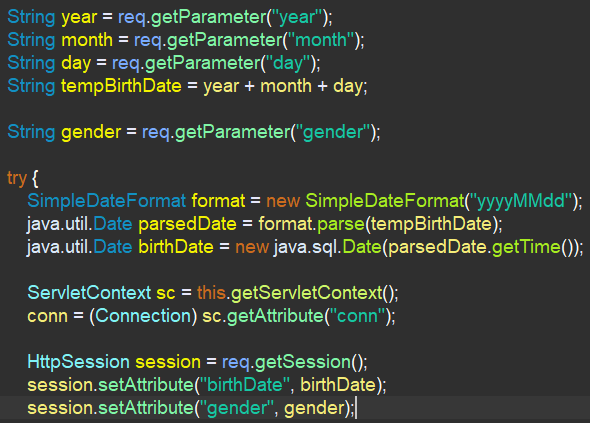 String year = req.getParameter("year");
String month = req.getParameter("month");
String day = req.getParameter("day");
String tempBirthDate = year + month + day;
String gender = req.getParameter("gender");
try {
SimpleDateFormat format = new SimpleDateFormat("yyyyMMdd");
java.util.Date parsedDate = format.parse(tempBirthDate);
java.util.Date birthDate = new java.sql.Date(parsedDate.getTime());
ServletContext sc = this.getServletContext();
conn = (Connection) sc.getAttribute("conn");
HttpSession session = req.getSession();
session.setAttribute("birthDate", birthDate);
session.setAttribute("gender", gender);